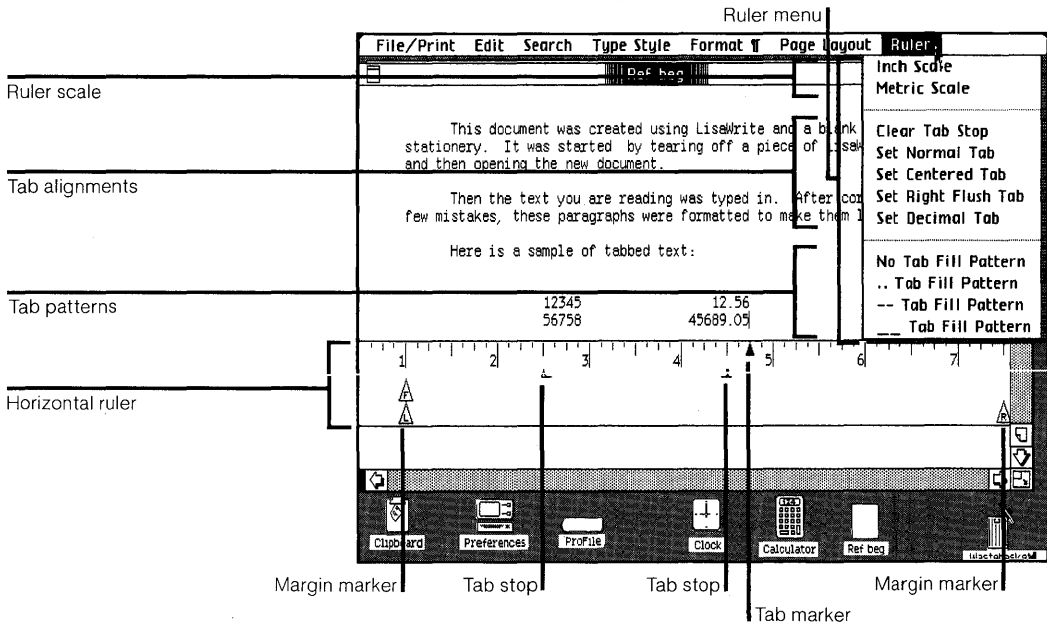 Ruler menu
File/Print Edit Search Type Style Format ¶ Page Layout Ruler
Ref beg
Inch Scale
Metric Scale
Clear Tab Stop
Set Normal Tab
Set Centered Tab
Set Right Flush Tab
Set Decimal Tab
No Tab Fill Pattern
.. Tab Fill Pattern
-- Tab Fill Pattern
__ Tab Fill Pattern
Ruler scale
Tab alignments
Tab patterns
Horizontal ruler
This document was created using LisaWrite and a blank
stationery. It was started by tearing off a piece of LisaW
and then opening the new document.
Then the text you are reading was typed in. After cor
few mistakes, these paragraphs were formatted to make them l
Here is a sample of tabbed text:
12345 12.56
56758 45689.05
1 2 3 4 5 6 7
F
L R
Clipboard Preferences ProFile Clock Calculator Ref beg
Margin marker Tab stop Tab stop Margin marker
Tab marker